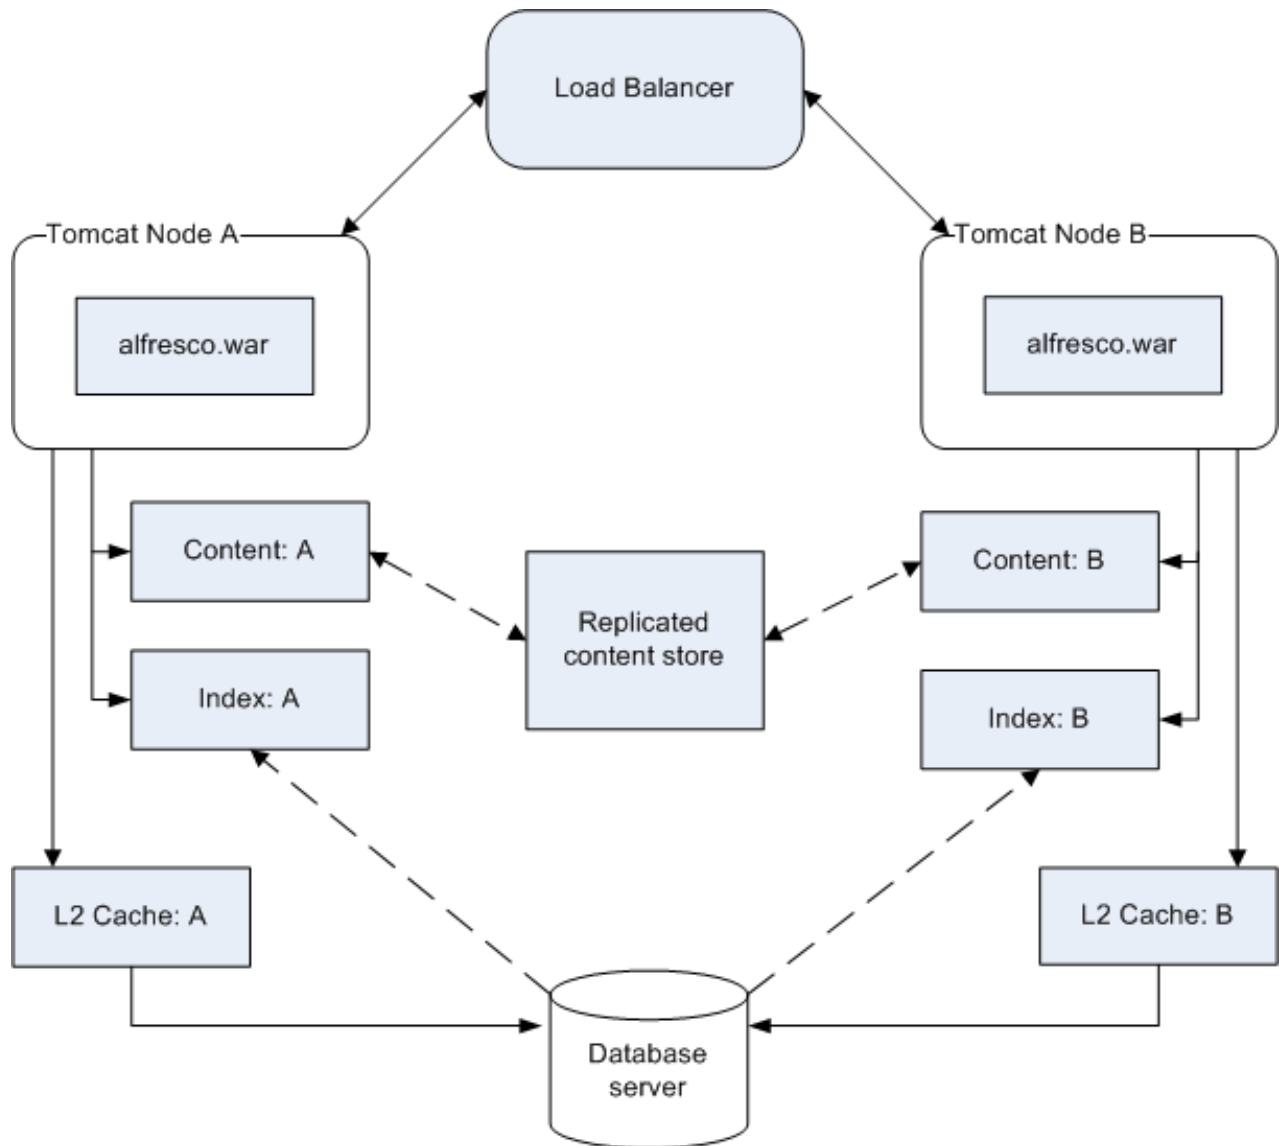 Load Balancer
Tomcat Node A
Tomcat Node B
alfresco.war
alfresco.war
Content: A
Content: B
Replicated
content store
Index: A
Index: B
L2 Cache: A
L2 Cache: B
Database
server